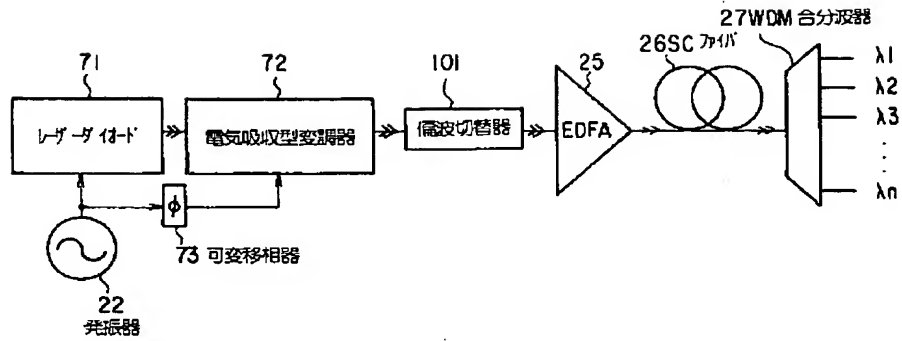 27WDM 合分波器
26SC ファイバ
71
72
101
25
レーザーダイオード
電気吸収型変調器
偏波切替器
EDFA
λ1
λ2
λ3
λn
ϕ
73 可変移相器
22
発振器